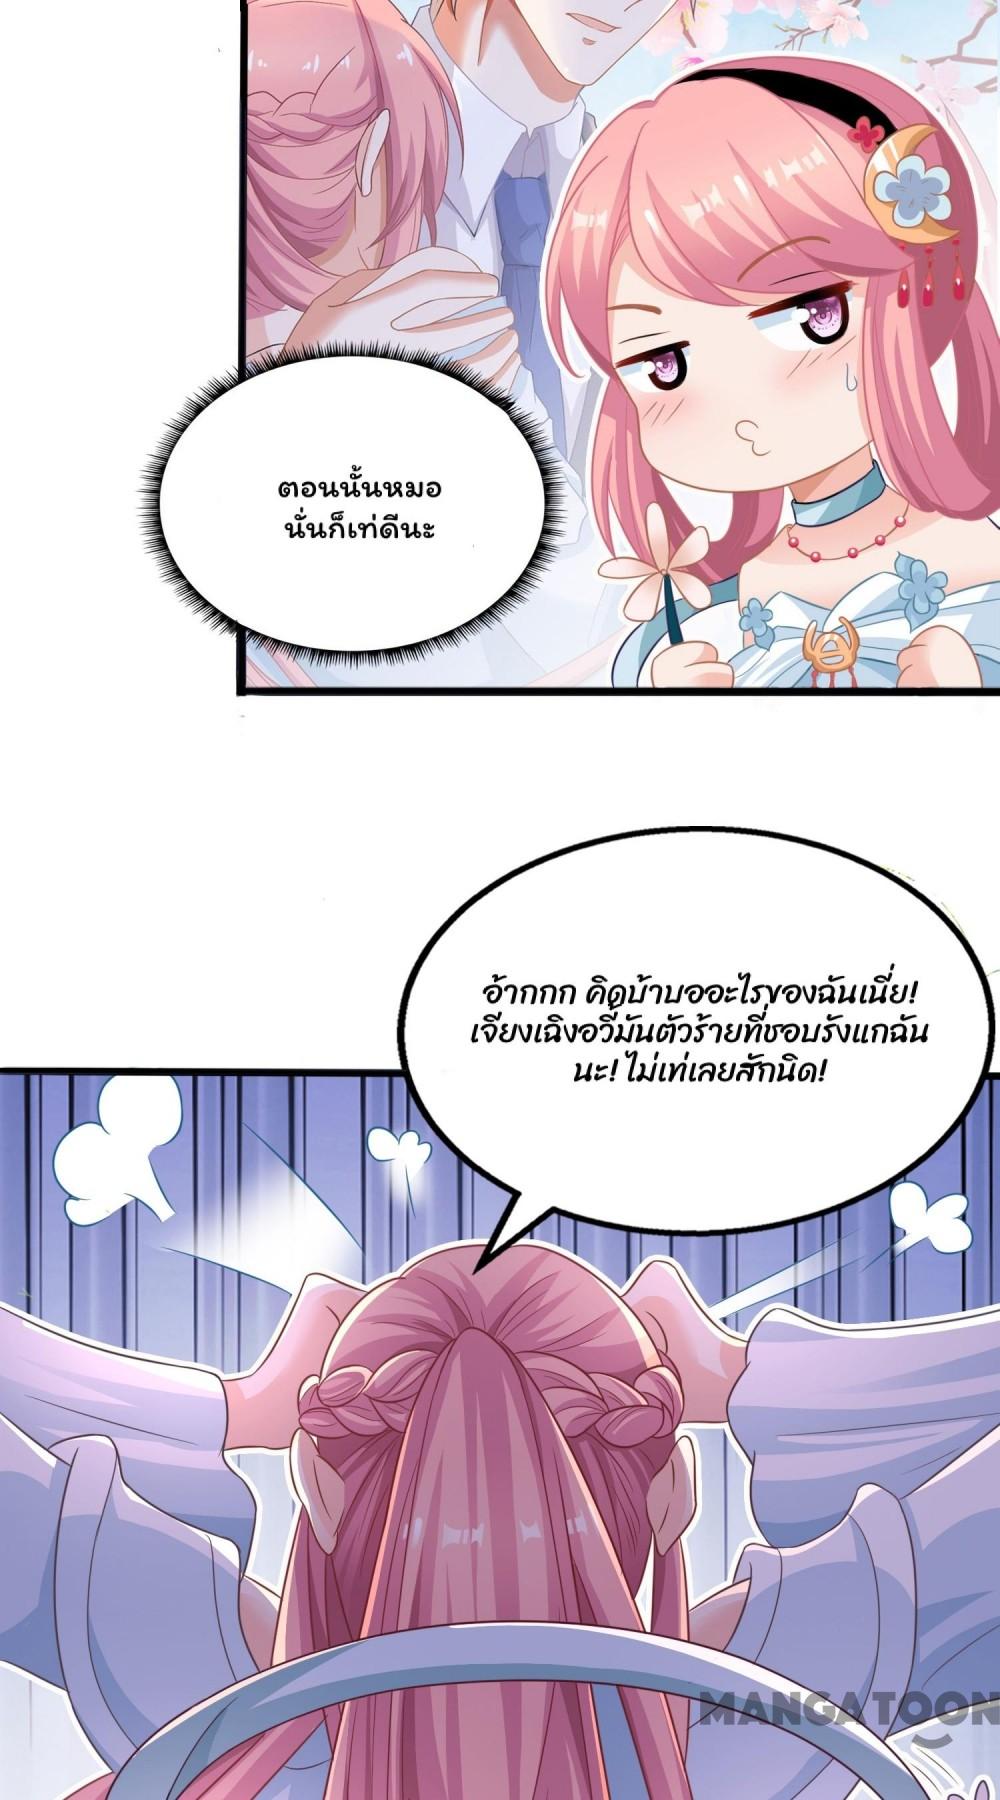 ตอนนั้นหมอ
นั่นก็เท่ดีนะ
อ้ากกก คิดบ้าบออะไรของฉันเนี่ย!
เจียงเฉิงอวี้มันตัวร้ายที่ชอบรังแกฉัน
นะ! ไม่เท่เลยสักนิด!
MANGATOON